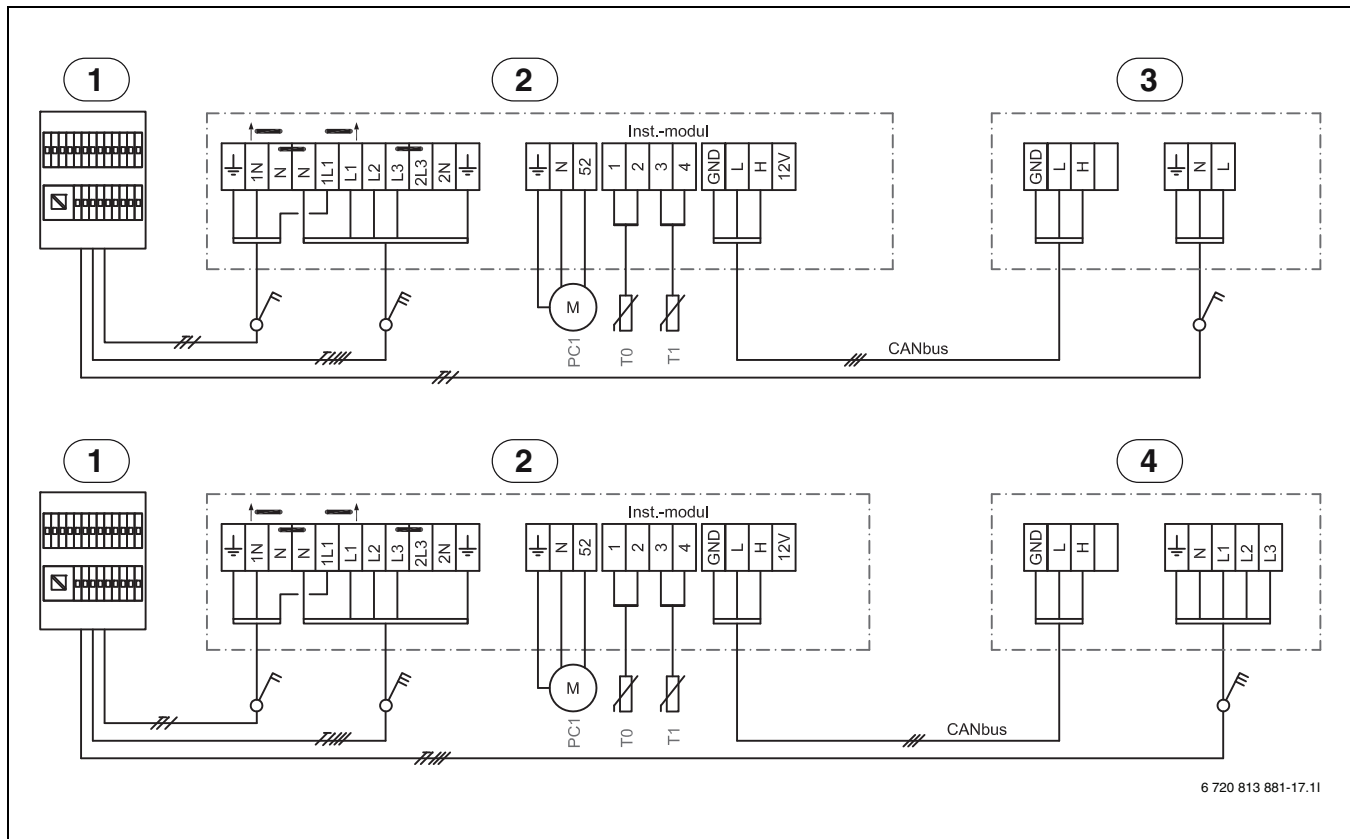 1 2 3
Inst.-modul
1N N N 1L1 L1 L2 L3 2L3 2N N 52 1 2 3 4 GND L H 12V GND L H N L
M
PC1 T0 T1
CANbus
1 2 4
Inst.-modul
1N N N 1L1 L1 L2 L3 2L3 2N N 52 1 2 3 4 GND L H 12V GND L H N L1 L2 L3
M
PC1 T0 T1
CANbus
6 720 813 881-17.1I